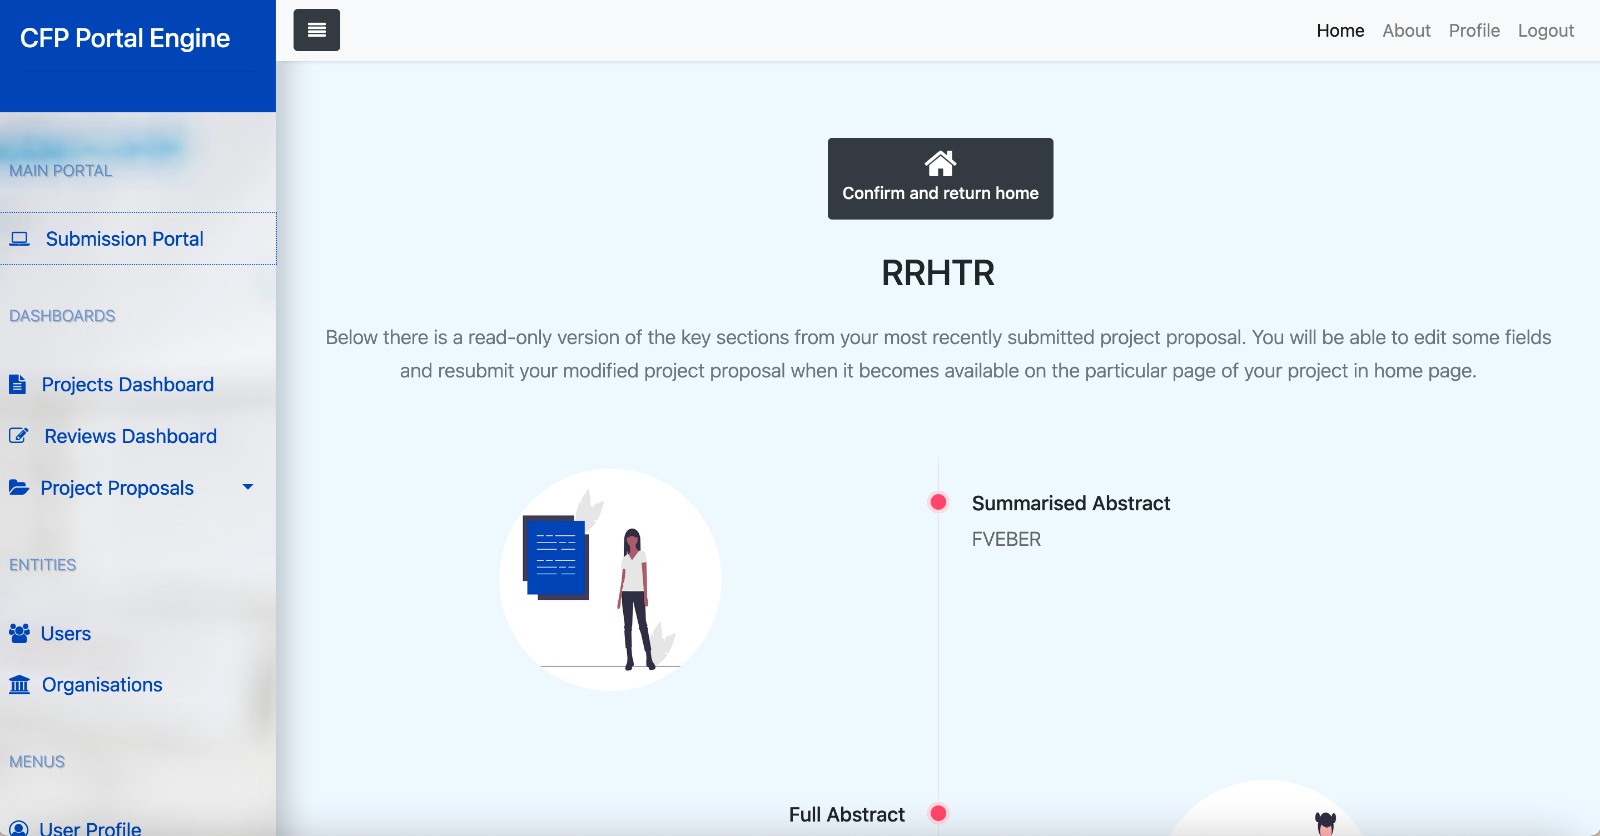 CFP Portal Engine
Home About Profile Logout
MAIN PORTAL
Submission Portal
DASHBOARDS
Projects Dashboard
Reviews Dashboard
Project Proposals
ENTITIES
Users
Organisations
MENUS
User Profile
Confirm and return home
RRHTR
Below there is a read-only version of the key sections from your most recently submitted project proposal. You will be able to edit some fields
and resubmit your modified project proposal when it becomes available on the particular page of your project in home page.
Summarised Abstract
FVEBER
Full Abstract